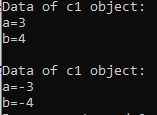 Data of c1 object:
a=3
b=4
Data of c1 object:
a=-3
b=-4